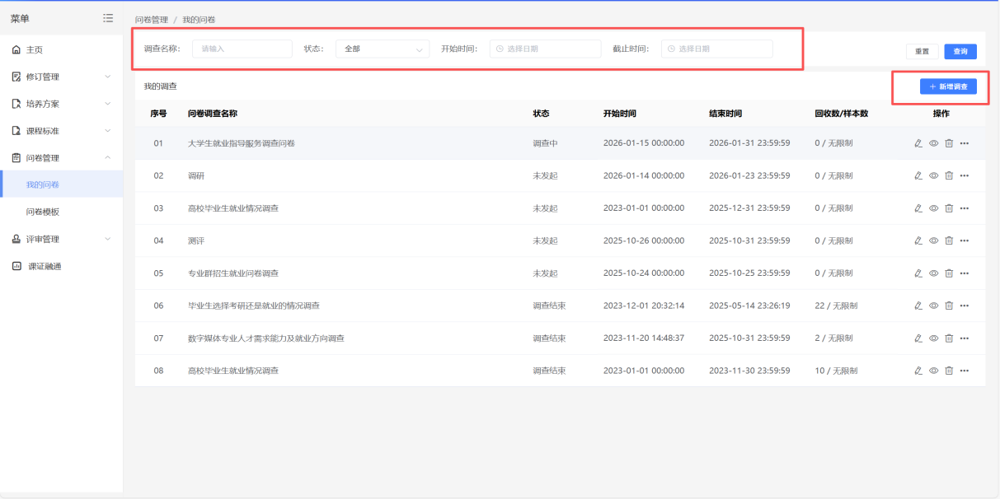 菜单
问卷管理 / 我的问卷
主页
修订管理
培养方案
课程标准
问卷管理
我的问卷
问卷模板
评审管理
课证融通
调查名称: 请输入 状态: 全部 开始时间: 选择日期 截止时间: 选择日期 重置 查询
我的调查 + 新增调查
序号 问卷调查名称 状态 开始时间 结束时间 回收数/样本数 操作
01 大学生就业指导服务调查问卷 调查中 2026-01-15 00:00:00 2026-01-31 23:59:59 0 / 无限制
02 调研 未发起 2026-01-14 00:00:00 2026-01-23 23:59:59 0 / 无限制
03 高校毕业生就业情况调查 未发起 2023-01-01 00:00:00 2025-12-31 23:59:59 0 / 无限制
04 测评 未发起 2025-10-26 00:00:00 2025-10-31 23:59:59 0 / 无限制
05 专业群招生就业问卷调查 未发起 2025-10-24 00:00:00 2025-10-25 23:59:59 0 / 无限制
06 毕业生选择考研还是就业的情况调查 调查结束 2023-12-01 20:32:14 2025-05-14 23:26:19 22 / 无限制
07 数字媒体专业人才需求能力及就业方向调查 调查结束 2023-11-20 14:48:37 2025-10-31 23:59:59 2 / 无限制
08 高校毕业生就业情况调查 调查结束 2023-01-01 00:00:00 2023-11-30 23:59:59 10 / 无限制